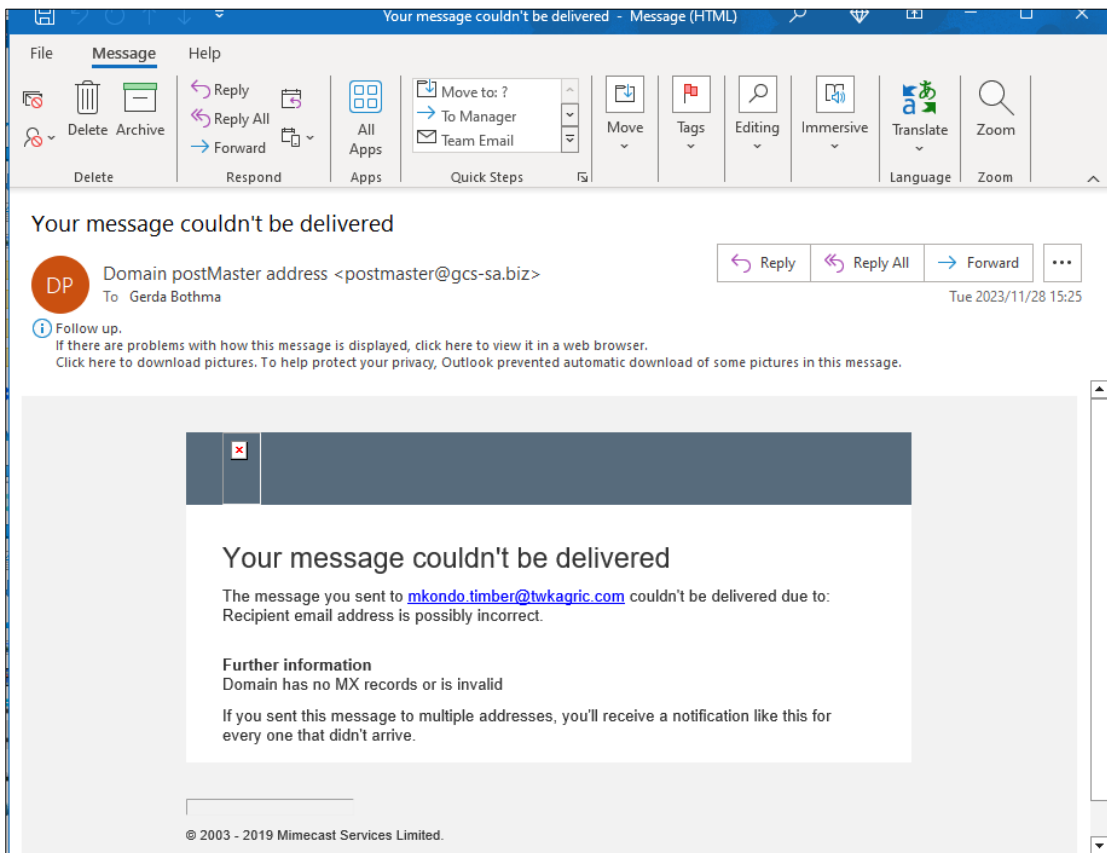 Your message couldn't be delivered - Message (HTML)
File Message Help
Delete Archive
Reply
Reply All
Forward
All Apps
Move to: ?
To Manager
Team Email
Move
Tags
Editing
Immersive
Translate
Zoom
Delete Respond Apps Quick Steps Language Zoom
Your message couldn't be delivered
DP
Domain postMaster address <postmaster@gcs-sa.biz>
To Gerda Bothma
Reply Reply All Forward
Tue 2023/11/28 15:25
Follow up.
If there are problems with how this message is displayed, click here to view it in a web browser.
Click here to download pictures. To help protect your privacy, Outlook prevented automatic download of some pictures in this message.
Your message couldn't be delivered
The message you sent to mkondo.timber@twkagric.com couldn't be delivered due to:
Recipient email address is possibly incorrect.
Further information
Domain has no MX records or is invalid
If you sent this message to multiple addresses, you'll receive a notification like this for
every one that didn't arrive.
© 2003 - 2019 Mimecast Services Limited.